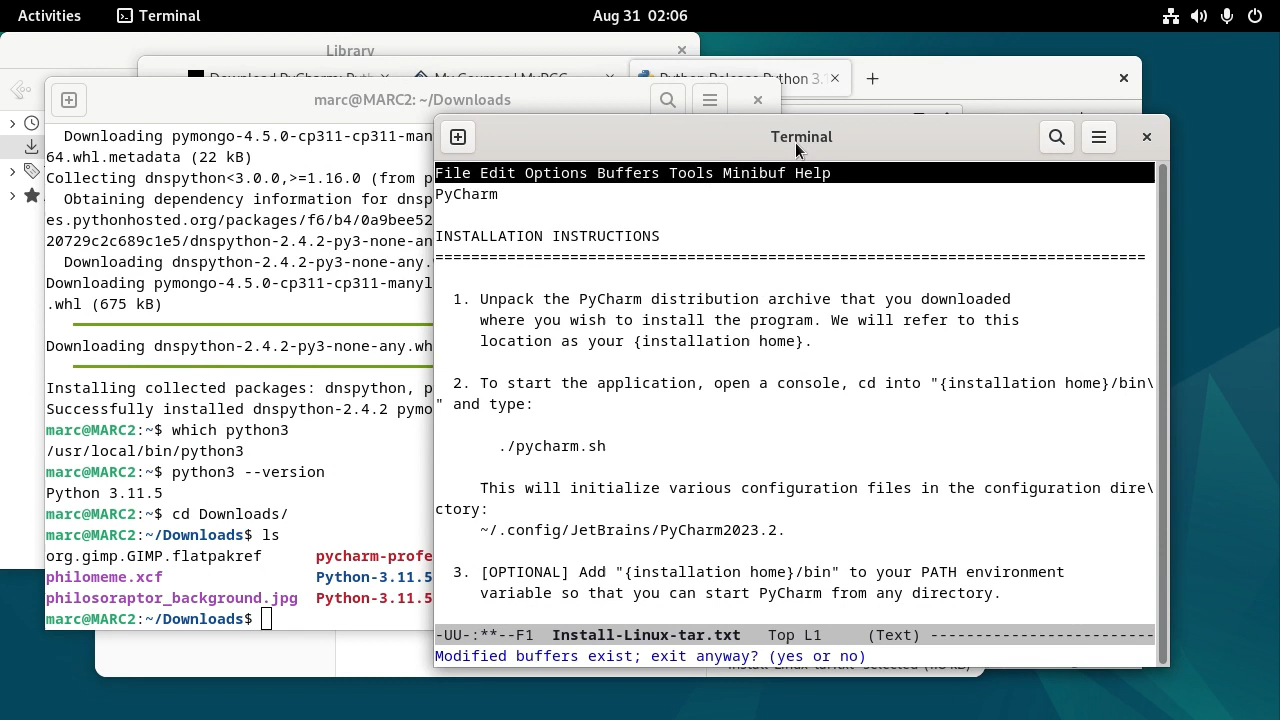 Activities
Terminal
Aug 31 02:06
Library
My Courses | MyPCC
Python Release Python 3.
marc@MARC2: ~/Downloads
Downloading pymongo-4.5.0-cp311-cp311-man
64.whl.metadata (22 kB)
Collecting dnspython<3.0.0,>=1.16.0 (from p
Obtaining dependency information for dnsp
es.pythonhosted.org/packages/f6/b4/0a9bee52
20729c2c689c1e5/dnspython-2.4.2-py3-none-an
Downloading dnspython-2.4.2-py3-none-any.
Downloading pymongo-4.5.0-cp311-cp311-manyl
.whl (675 kB)
Downloading dnspython-2.4.2-py3-none-any.wh
Installing collected packages: dnspython, p
Successfully installed dnspython-2.4.2 pymo
marc@MARC2:~$ which python3
/usr/local/bin/python3
marc@MARC2:~$ python3 --version
Python 3.11.5
marc@MARC2:~$ cd Downloads/
marc@MARC2:~/Downloads$ ls
org.gimp.GIMP.flatpakref pycharm-profe
philomeme.xcf Python-3.11.5
philosoraptor_background.jpg Python-3.11.5
marc@MARC2:~/Downloads$
Terminal
File Edit Options Buffers Tools Minibuf Help
PyCharm
INSTALLATION INSTRUCTIONS
===============================================================================
1. Unpack the PyCharm distribution archive that you downloaded
where you wish to install the program. We will refer to this
location as your {installation home}.
2. To start the application, open a console, cd into "{installation home}/bin\
" and type:
./pycharm.sh
This will initialize various configuration files in the configuration dire\
ctory:
~/.config/JetBrains/PyCharm2023.2.
3. [OPTIONAL] Add "{installation home}/bin" to your PATH environment
variable so that you can start PyCharm from any directory.
-UU-:**--F1 Install-Linux-tar.txt Top L1 (Text) -------------------------
Modified buffers exist; exit anyway? (yes or no)